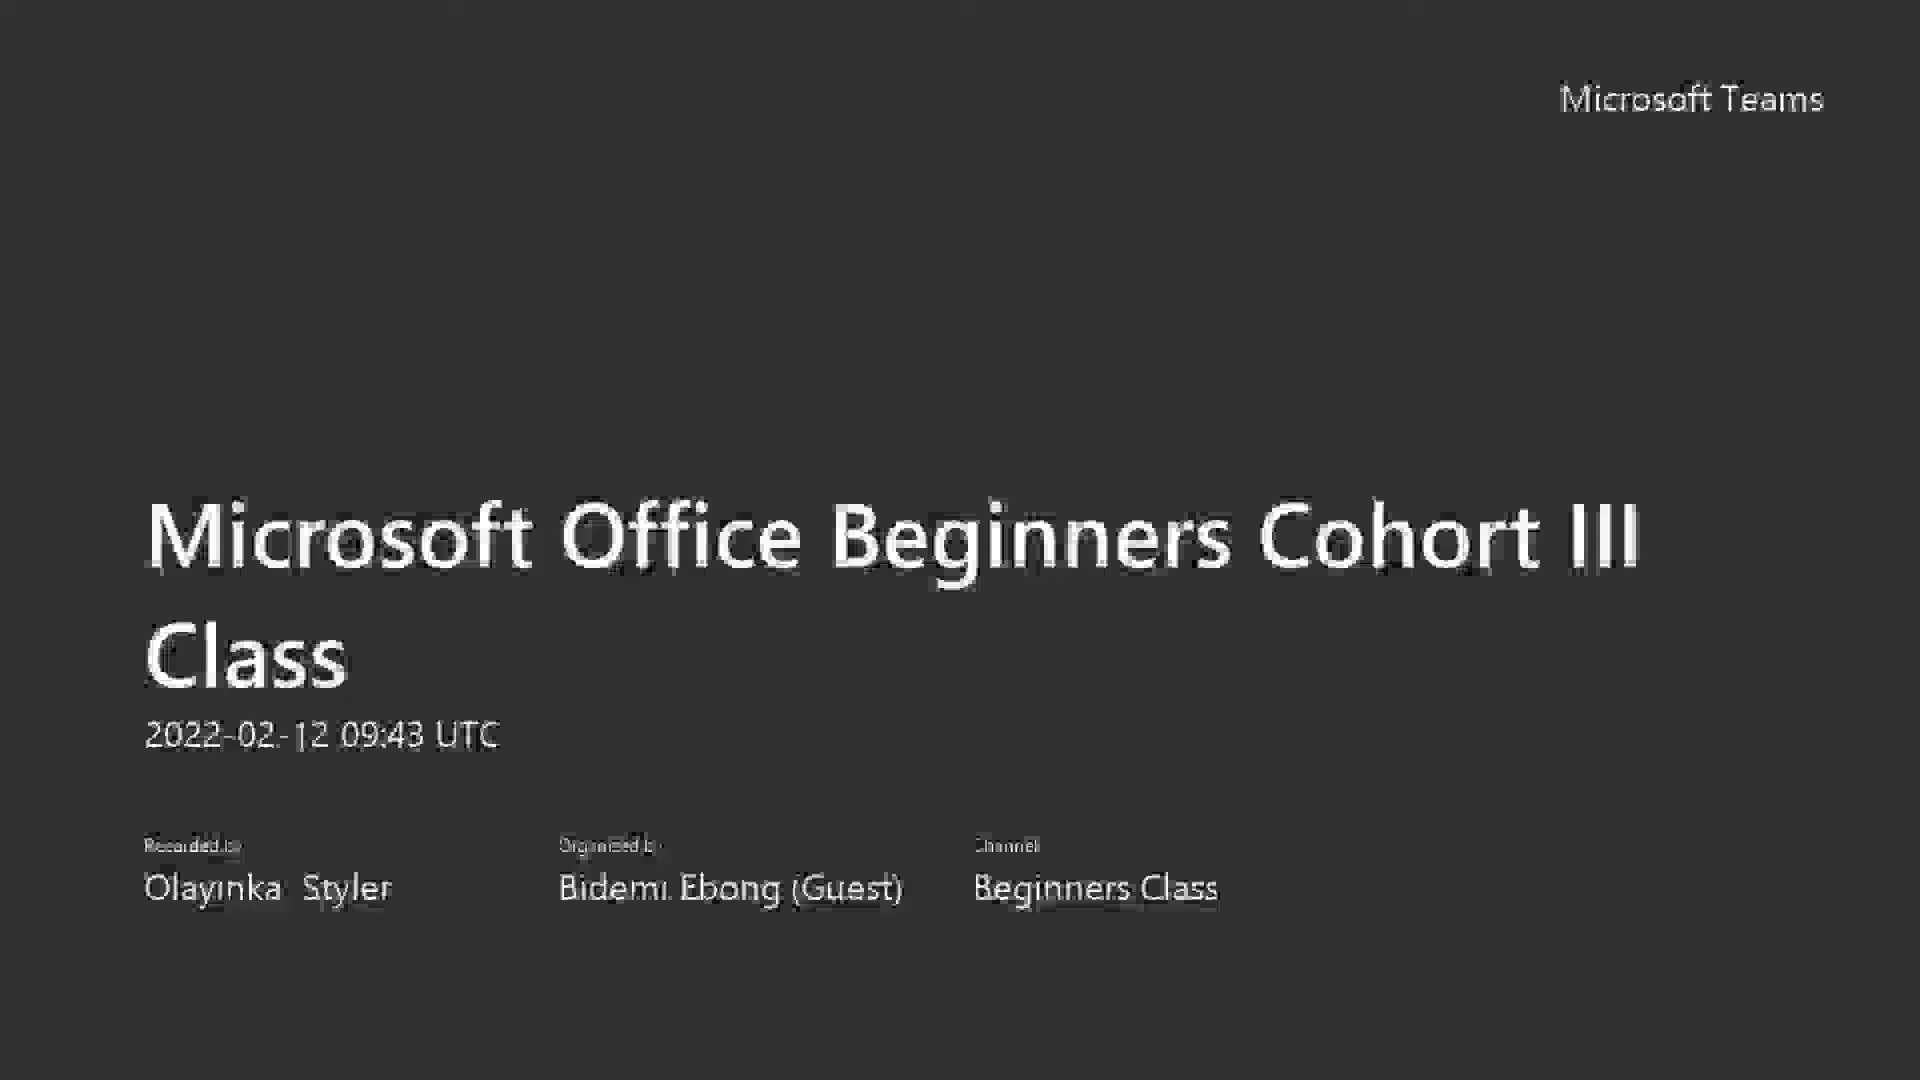 Microsoft Teams
Microsoft Office Beginners Cohort III
Class
2022-02-12 09:43 UTC
Recorded by Organized by Channel
Olayinka Styler Bidemi Ebong (Guest) Beginners Class